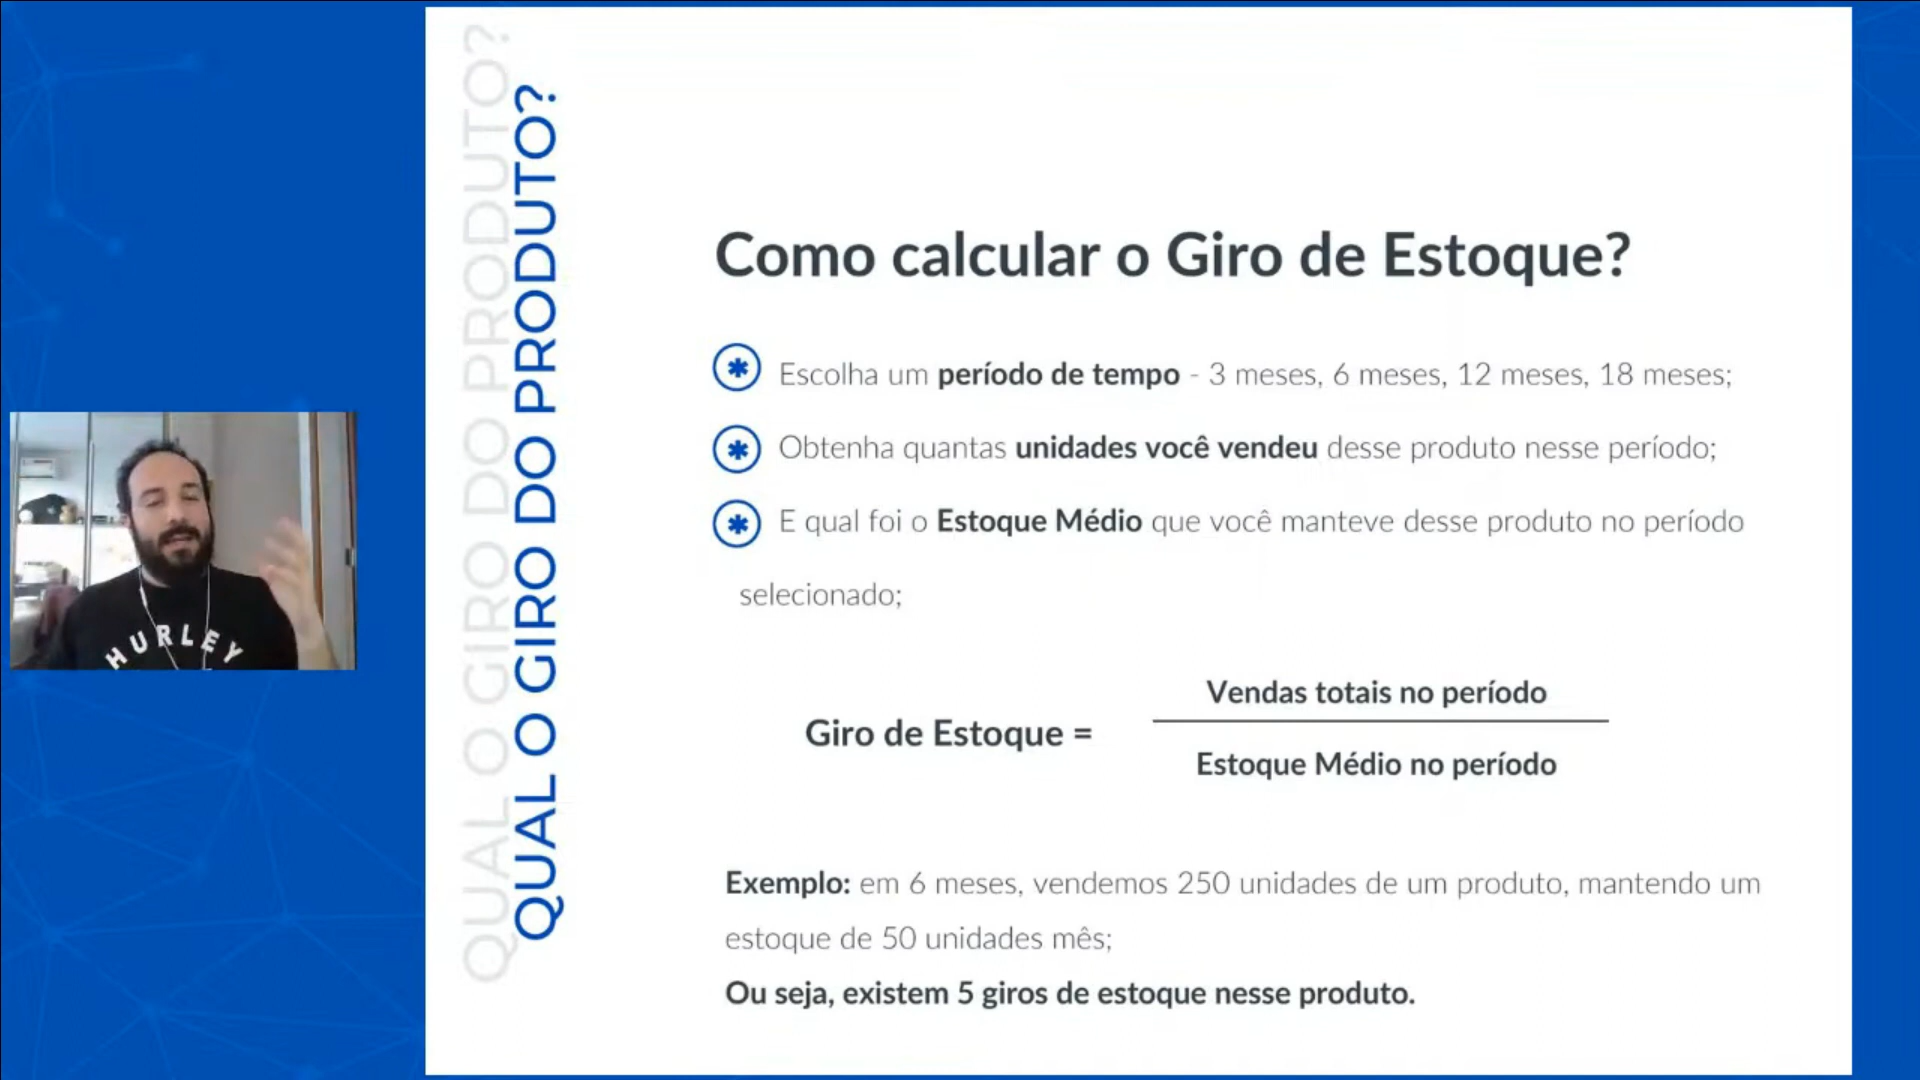 QUAL O GIRO DO PRODUTO?
QUAL O GIRO DO PRODUTO?
Como calcular o Giro de Estoque?
Escolha um período de tempo - 3 meses, 6 meses, 12 meses, 18 meses;
Obtenha quantas unidades você vendeu desse produto nesse período;
E qual foi o Estoque Médio que você manteve desse produto no período
selecionado;
Giro de Estoque =
Vendas totais no período
Estoque Médio no período
Exemplo: em 6 meses, vendemos 250 unidades de um produto, mantendo um
estoque de 50 unidades mês;
Ou seja, existem 5 giros de estoque nesse produto.
HURLEY